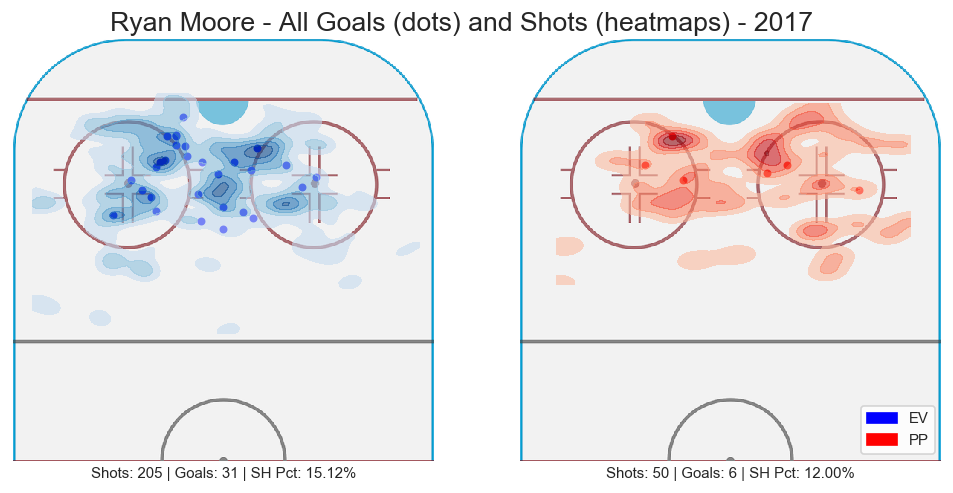 Ryan Moore - All Goals (dots) and Shots (heatmaps) - 2017
EV
PP
Shots: 205 | Goals: 31 | SH Pct: 15.12%
Shots: 50 | Goals: 6 | SH Pct: 12.00%